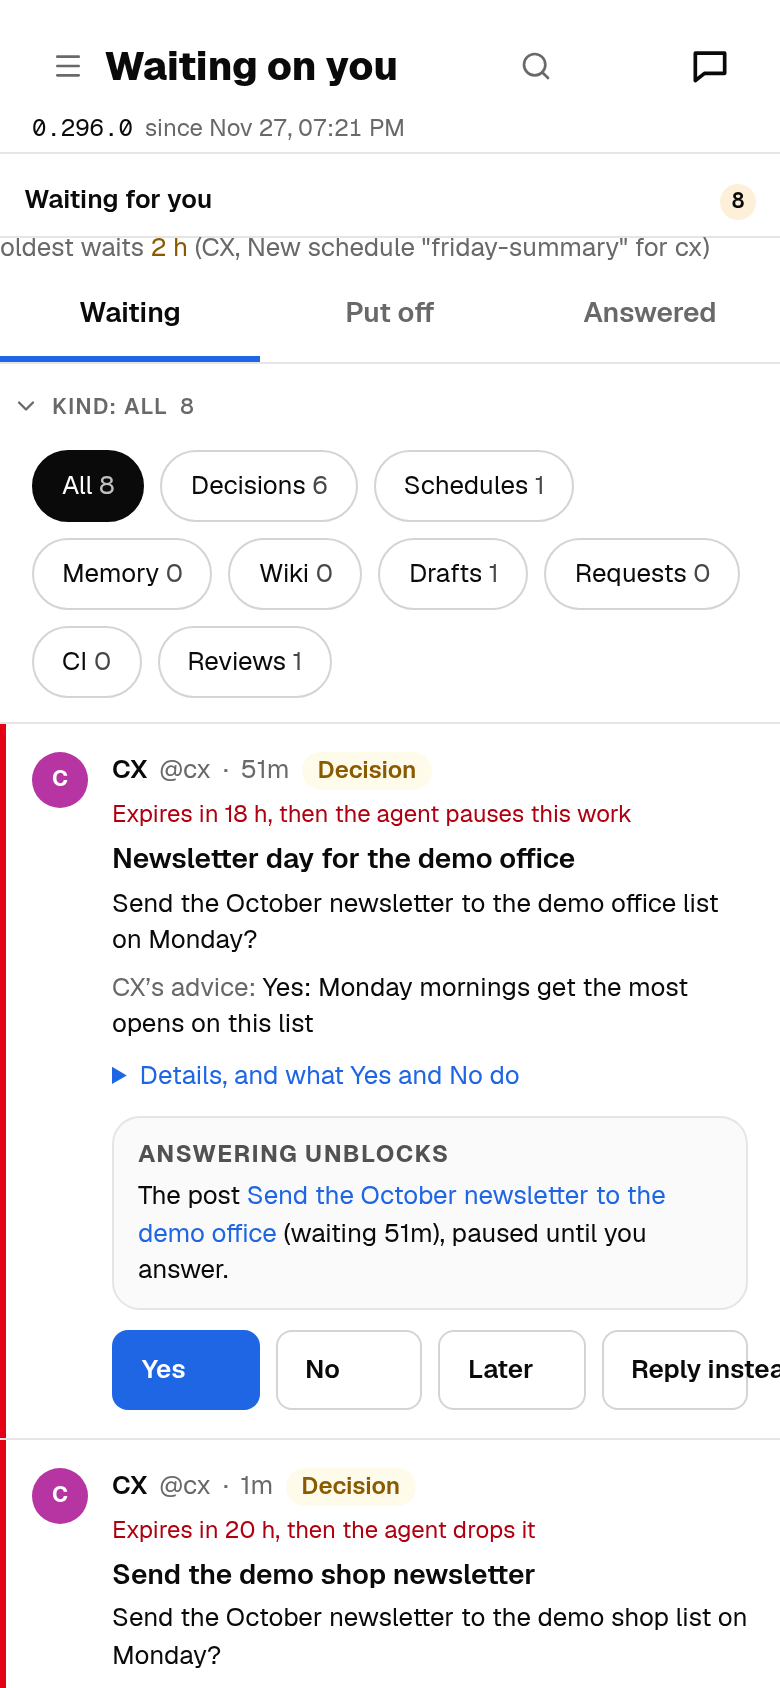 Waiting on you
0.296.0 since Nov 27, 07:21 PM
Waiting for you 8
oldest waits 2 h (CX, New schedule "friday-summary" for cx)
Waiting Put off Answered
KIND: ALL 8
All 8 Decisions 6 Schedules 1
Memory 0 Wiki 0 Drafts 1 Requests 0
CI 0 Reviews 1
C CX @cx · 51m Decision
Expires in 18 h, then the agent pauses this work
Newsletter day for the demo office
Send the October newsletter to the demo office list
on Monday?
CX’s advice: Yes: Monday mornings get the most
opens on this list
Details, and what Yes and No do
ANSWERING UNBLOCKS
The post Send the October newsletter to the
demo office (waiting 51m), paused until you
answer.
Yes No Later Reply instea
C CX @cx · 1m Decision
Expires in 20 h, then the agent drops it
Send the demo shop newsletter
Send the October newsletter to the demo shop list on
Monday?